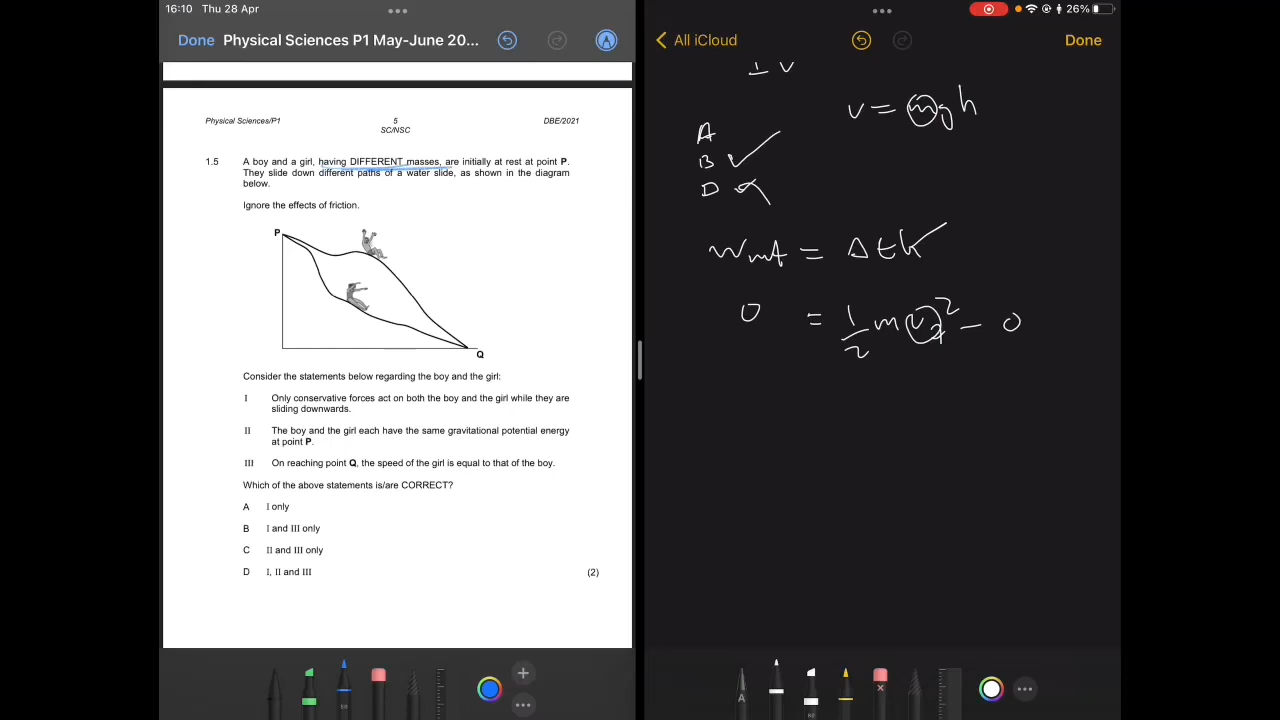 16:10 Thu 28 Apr
26%
Done Physical Sciences P1 May-June 20...
All iCloud
Done
Physical Sciences/P1
5
SC/NSC
DBE/2021
1.5 A boy and a girl, having DIFFERENT masses, are initially at rest at point P.
They slide down different paths of a water slide, as shown in the diagram
below.
Ignore the effects of friction.
P
Q
Consider the statements below regarding the boy and the girl:
I Only conservative forces act on both the boy and the girl while they are
sliding downwards.
II The boy and the girl each have the same gravitational potential energy
at point P.
III On reaching point Q, the speed of the girl is equal to that of the boy.
Which of the above statements is/are CORRECT?
A I only
B I and III only
C II and III only
D I, II and III
(2)
v = mgh
A
B
D
= ΔEk
0 = 1/2 m v² - 0
A